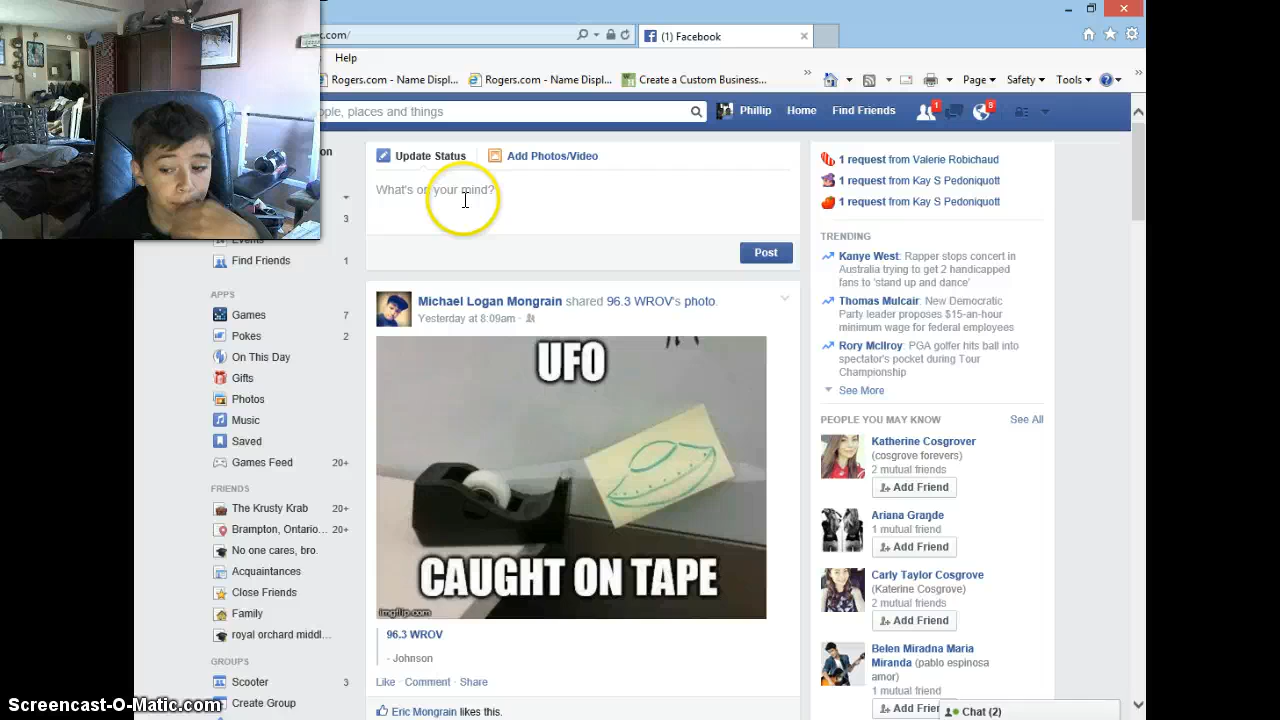 c.com/
(1) Facebook
Help
Rogers.com - Name Displ...
Rogers.com - Name Displ...
Create a Custom Business...
Page
Safety
Tools
ople, places and things
Phillip
Home
Find Friends
1
8
on
Update Status
Add Photos/Video
What's on your mind?
3
Events
Find Friends 1
Post
APPS
Games 7
Pokes 2
On This Day
Gifts
Photos
Music
Saved
Games Feed 20+
FRIENDS
The Krusty Krab 20+
Brampton, Ontario... 20+
No one cares, bro.
Acquaintances
Close Friends
Family
royal orchard middl...
GROUPS
Scooter 3
Create Group
Michael Logan Mongrain shared 96.3 WROV's photo.
Yesterday at 8:09am
UFO
CAUGHT ON TAPE
imgflip.com
96.3 WROV
- Johnson
Like Comment Share
Eric Mongrain likes this.
1 request from Valerie Robichaud
1 request from Kay S Pedoniquott
1 request from Kay S Pedoniquott
TRENDING
Kanye West: Rapper stops concert in
Australia trying to get 2 handicapped
fans to 'stand up and dance'
Thomas Mulcair: New Democratic
Party leader proposes $15-an-hour
minimum wage for federal employees
Rory McIlroy: PGA golfer hits ball into
spectator's pocket during Tour
Championship
See More
PEOPLE YOU MAY KNOW See All
Katherine Cosgrover
(cosgrove forevers)
2 mutual friends
Add Friend
Ariana Grande
1 mutual friend
Add Friend
Carly Taylor Cosgrove
(Katerine Cosgrove)
2 mutual friends
Add Friend
Belen Miradna Maria
Miranda (pablo espinosa
amor)
1 mutual friend
Add Frien
Chat (2)
Screencast-O-Matic.com